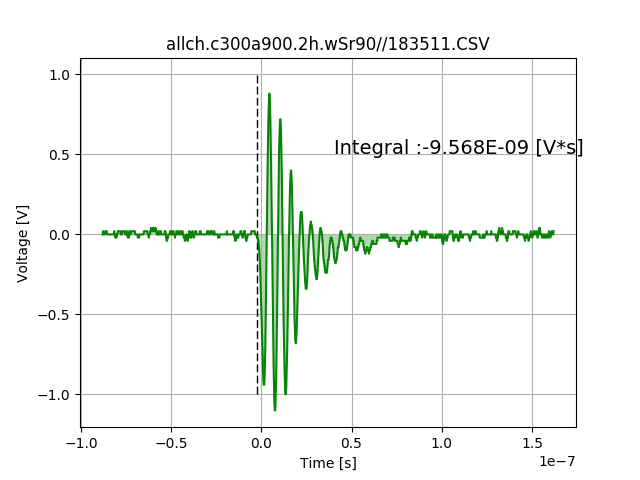 allch.c300a900.2h.wSr90//183511.CSV
1.0
Integral :-9.568E-09 [V*s]
0.5
0.0
−0.5
−1.0
Voltage [V]
−1.0 −0.5 0.0 0.5 1.0 1.5
1e−7
Time [s]